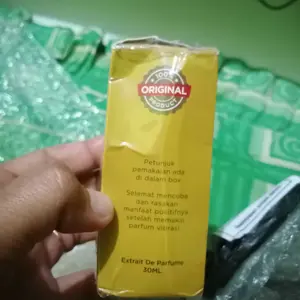 100%
ORIGINAL
PRODUCT
Petunjuk
pemakaian ada
di dalam box
Selamat mencoba
dan rasakan
manfaat positifnya
setelah memakai
parfum
Extrait De Parfume
30ML